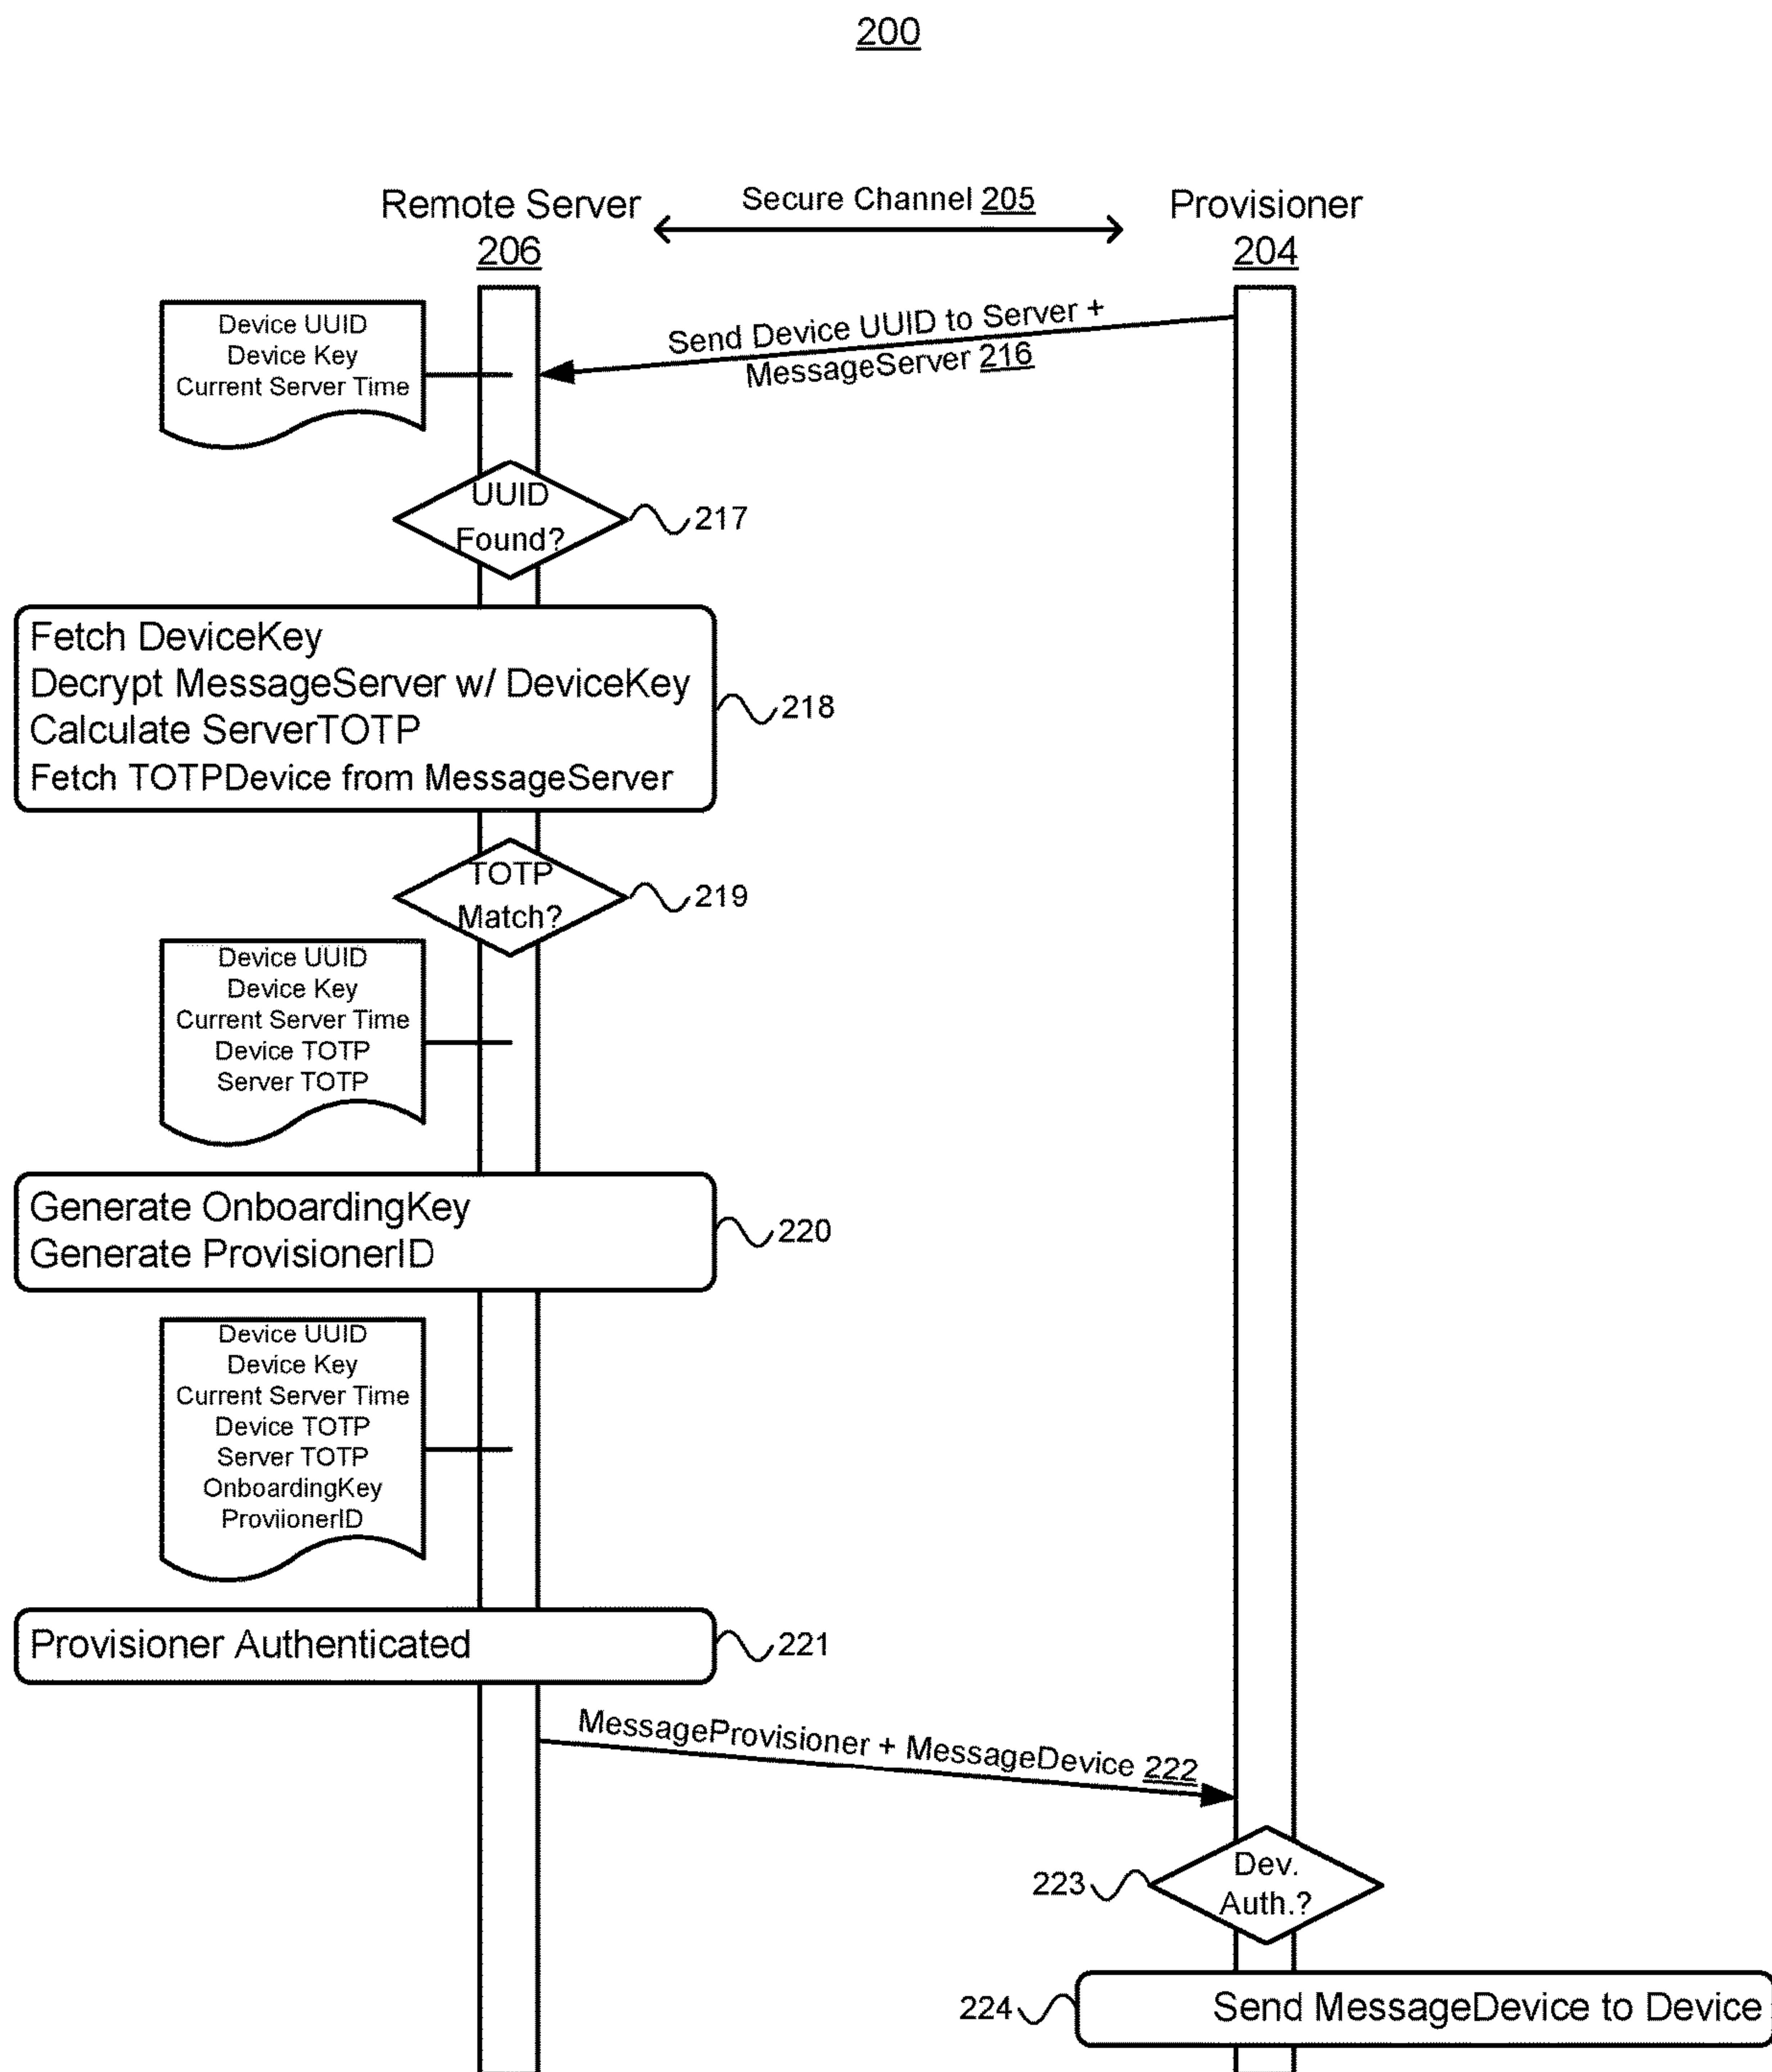 200
Remote Server
206
Secure Channel 205
Provisioner
204
Send Device UUID to Server +
MessageServer 216
Device UUID
Device Key
Current Server Time
UUID
Found?
217
Fetch DeviceKey
Decrypt MessageServer w/ DeviceKey
Calculate ServerTOTP
Fetch TOTPDevice from MessageServer
218
TOTP
Match?
219
Device UUID
Device Key
Current Server Time
Device TOTP
Server TOTP
Generate OnboardingKey
Generate ProvisionerID
220
Device UUID
Device Key
Current Server Time
Device TOTP
Server TOTP
OnboardingKey
ProviionerID
Provisioner Authenticated
221
MessageProvisioner + MessageDevice 222
Dev.
Auth.?
223
Send MessageDevice to Device
224